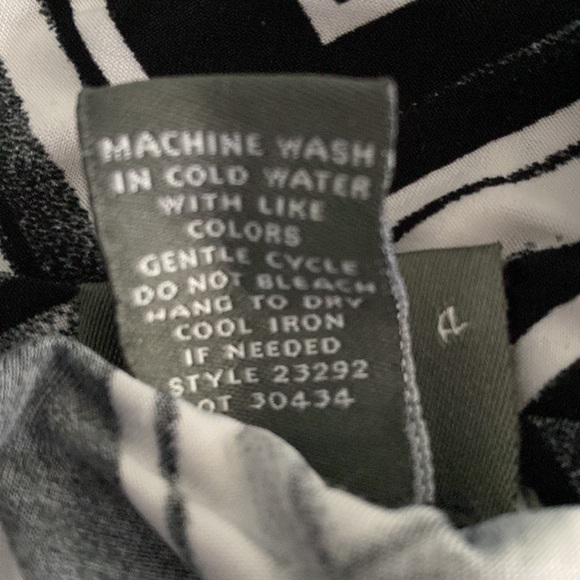 MACHINE WASH
IN COLD WATER
WITH LIKE
COLORS
GENTLE CYCLE
DO NOT BLEACH
HANG TO DRY
COOL IRON
IF NEEDED
STYLE 23292
OT 30434